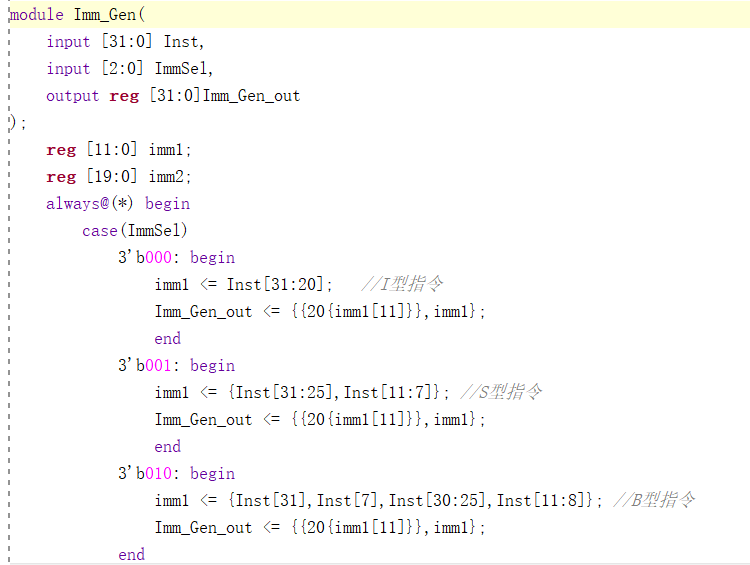 module Imm_Gen(
input [31:0] Inst,
input [2:0] ImmSel,
output reg [31:0]Imm_Gen_out
);
reg [11:0] imm1;
reg [19:0] imm2;
always@(*) begin
case(ImmSel)
3'b000: begin
imm1 <= Inst[31:20];   //I型指令
Imm_Gen_out <= {{20{imm1[11]}},imm1};
end
3'b001: begin
imm1 <= {Inst[31:25],Inst[11:7]}; //S型指令
Imm_Gen_out <= {{20{imm1[11]}},imm1};
end
3'b010: begin
imm1 <= {Inst[31],Inst[7],Inst[30:25],Inst[11:8]}; //B型指令
Imm_Gen_out <= {{20{imm1[11]}},imm1};
end